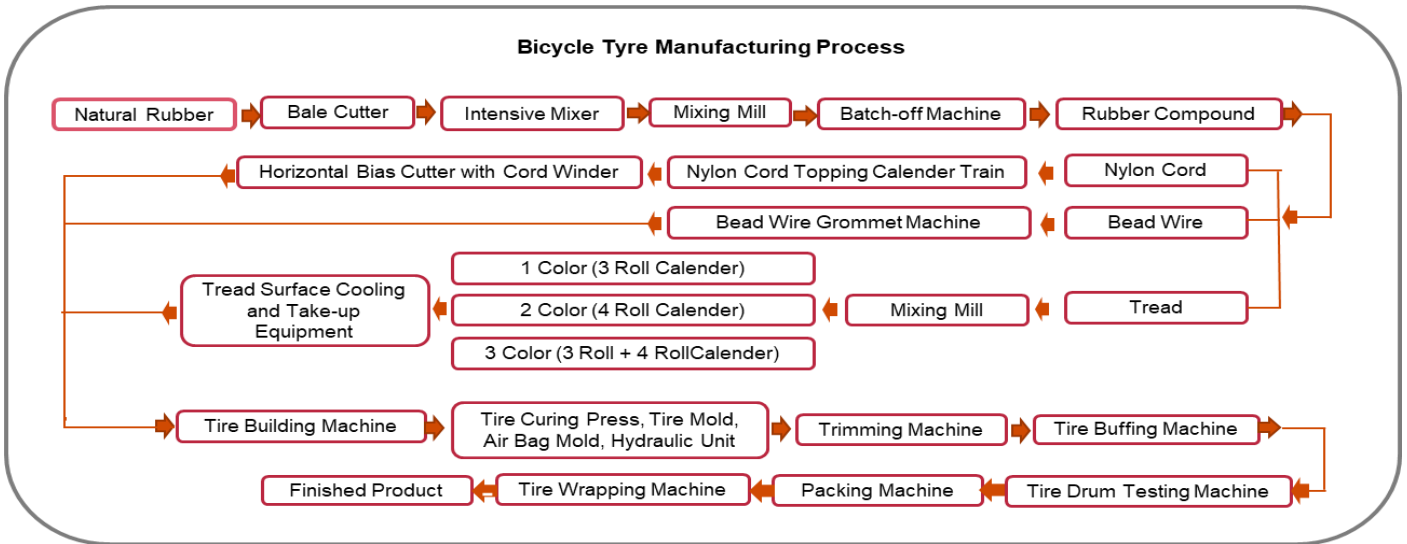 Bicycle Tyre Manufacturing Process
Natural Rubber
Bale Cutter
Intensive Mixer
Mixing Mill
Batch-off Machine
Rubber Compound
Horizontal Bias Cutter with Cord Winder
Nylon Cord Topping Calender Train
Nylon Cord
Bead Wire Grommet Machine
Bead Wire
1 Color (3 Roll Calender)
Tread Surface Cooling
and Take-up
Equipment
2 Color (4 Roll Calender)
Mixing Mill
Tread
3 Color (3 Roll + 4 RollCalender)
Tire Building Machine
Tire Curing Press, Tire Mold,
Air Bag Mold, Hydraulic Unit
Trimming Machine
Tire Buffing Machine
Finished Product
Tire Wrapping Machine
Packing Machine
Tire Drum Testing Machine